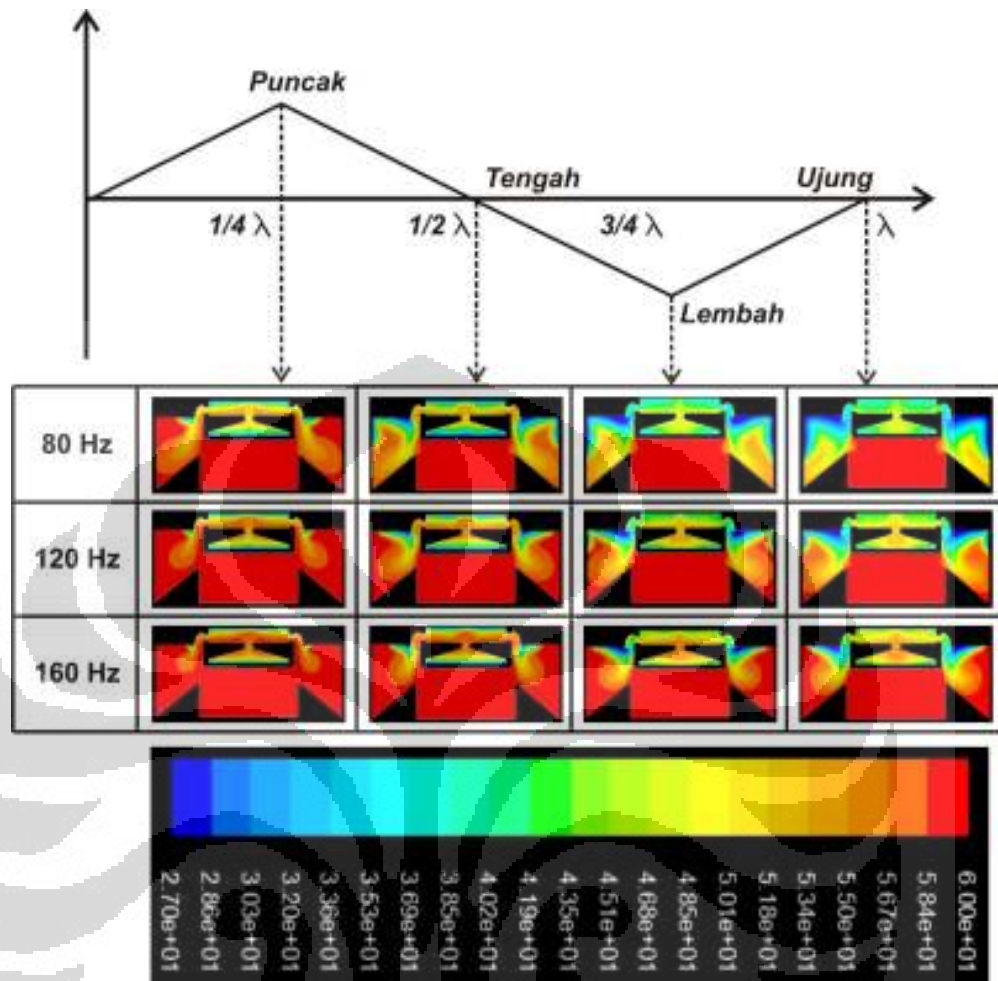 Puncak
Tengah
Ujung
1/4 λ
1/2 λ
3/4 λ
λ
Lembah
80 Hz
120 Hz
160 Hz
2.70e+01
2.86e+01
3.03e+01
3.20e+01
3.36e+01
3.53e+01
3.69e+01
3.85e+01
4.02e+01
4.19e+01
4.35e+01
4.51e+01
4.68e+01
4.85e+01
5.01e+01
5.18e+01
5.34e+01
5.50e+01
5.67e+01
5.84e+01
6.00e+01